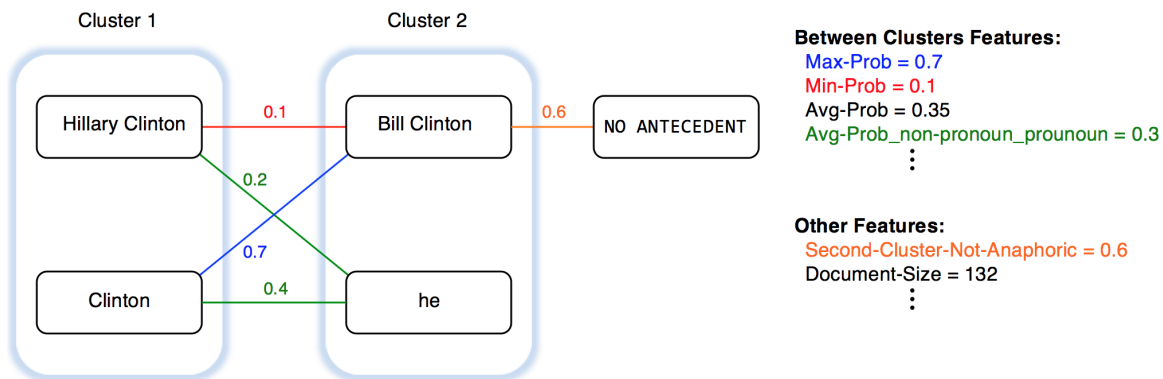 Cluster 1
Cluster 2
Hillary Clinton
0.1
Bill Clinton
0.6
NO ANTECEDENT
0.2
0.7
Clinton
0.4
he
Between Clusters Features:
Max-Prob = 0.7
Min-Prob = 0.1
Avg-Prob = 0.35
Avg-Prob_non-pronoun_prounoun = 0.3
Other Features:
Second-Cluster-Not-Anaphoric = 0.6
Document-Size = 132